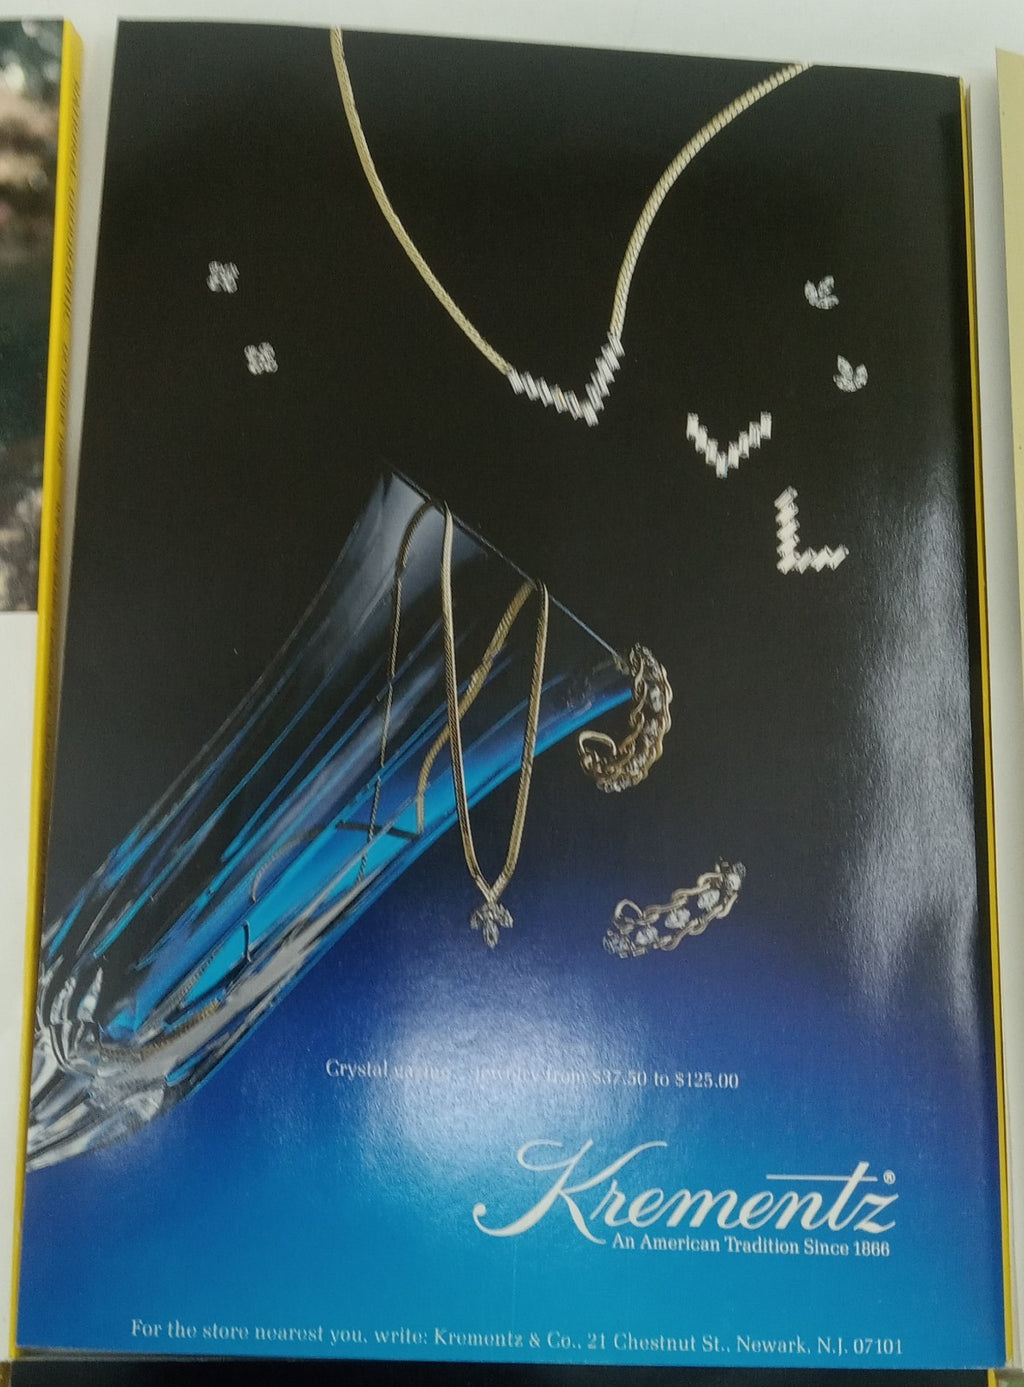 Crystal jewelry from $37.50 to $125.00
Krementz®
An American Tradition Since 1866
For the store nearest you, write: Krementz & Co., 21 Chestnut St., Newark, N.J. 07101